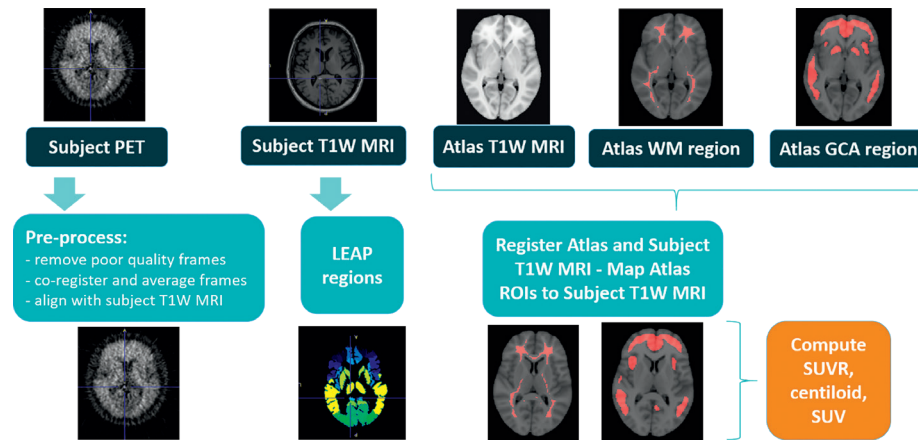 Subject PET
Subject T1W MRI
Atlas T1W MRI
Atlas WM region
Atlas GCA region
Pre-process:
- remove poor quality frames
- co-register and average frames
- align with subject T1W MRI
LEAP
regions
Register Atlas and Subject
T1W MRI - Map Atlas
ROIs to Subject T1W MRI
Compute
SUVR,
centiloid,
SUV